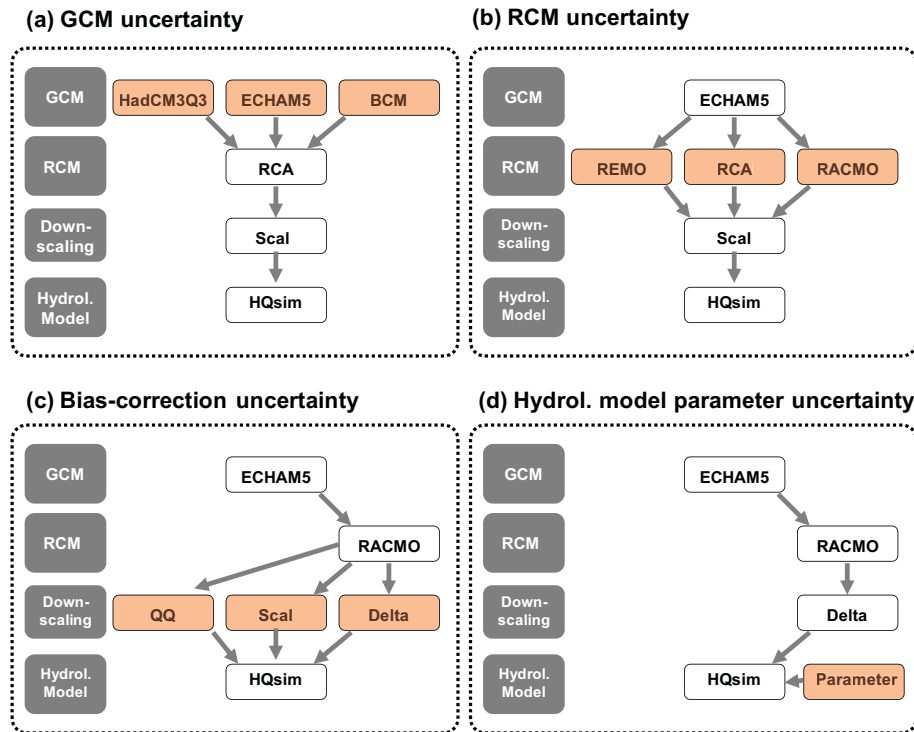 (a) GCM uncertainty
GCM
HadCM3Q3
ECHAM5
BCM
RCM
RCA
Down-
scaling
Scal
Hydrol.
Model
HQsim
(b) RCM uncertainty
GCM
ECHAM5
RCM
REMO
RCA
RACMO
Down-
scaling
Scal
Hydrol.
Model
HQsim
(c) Bias-correction uncertainty
GCM
ECHAM5
RCM
RACMO
Down-
scaling
QQ
Scal
Delta
Hydrol.
Model
HQsim
(d) Hydrol. model parameter uncertainty
GCM
ECHAM5
RCM
RACMO
Down-
scaling
Delta
Hydrol.
Model
HQsim
Parameter